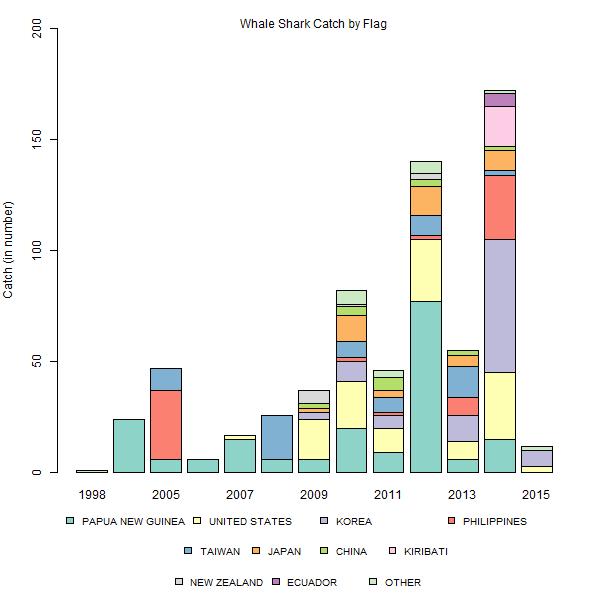 Whale Shark Catch by Flag
200
150
100
50
0
Catch (in number)
1998 2005 2007 2009 2011 2013 2015
PAPUA NEW GUINEA UNITED STATES KOREA PHILIPPINES
TAIWAN JAPAN CHINA KIRIBATI
NEW ZEALAND ECUADOR OTHER